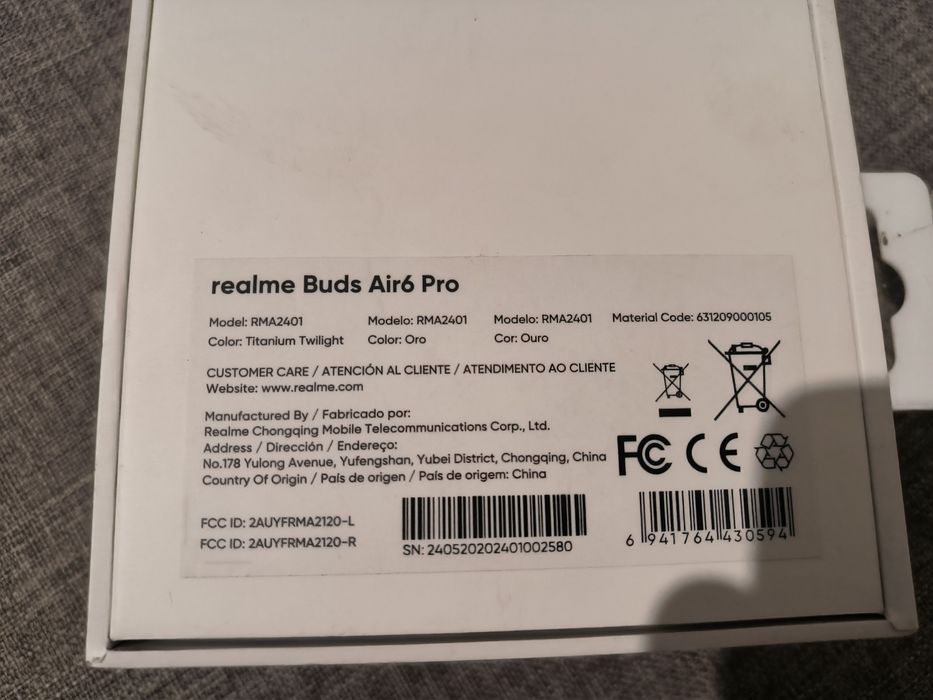 realme Buds Air6 Pro
Model: RMA2401 Modelo: RMA2401 Modelo: RMA2401 Material Code: 631209000105
Color: Titanium Twilight Color: Oro Cor: Ouro
CUSTOMER CARE / ATENCIÓN AL CLIENTE / ATENDIMENTO AO CLIENTE
Website: www.realme.com
Manufactured By / Fabricado por:
Realme Chongqing Mobile Telecommunications Corp., Ltd.
Address / Dirección / Endereço:
No.178 Yulong Avenue, Yufengshan, Yubei District, Chongqing, China
Country Of Origin / País de origen / País de origem: China
FC CE
FCC ID: 2AUYFRMA2120-L
FCC ID: 2AUYFRMA2120-R
SN: 240520202401002580
6 941764 430594